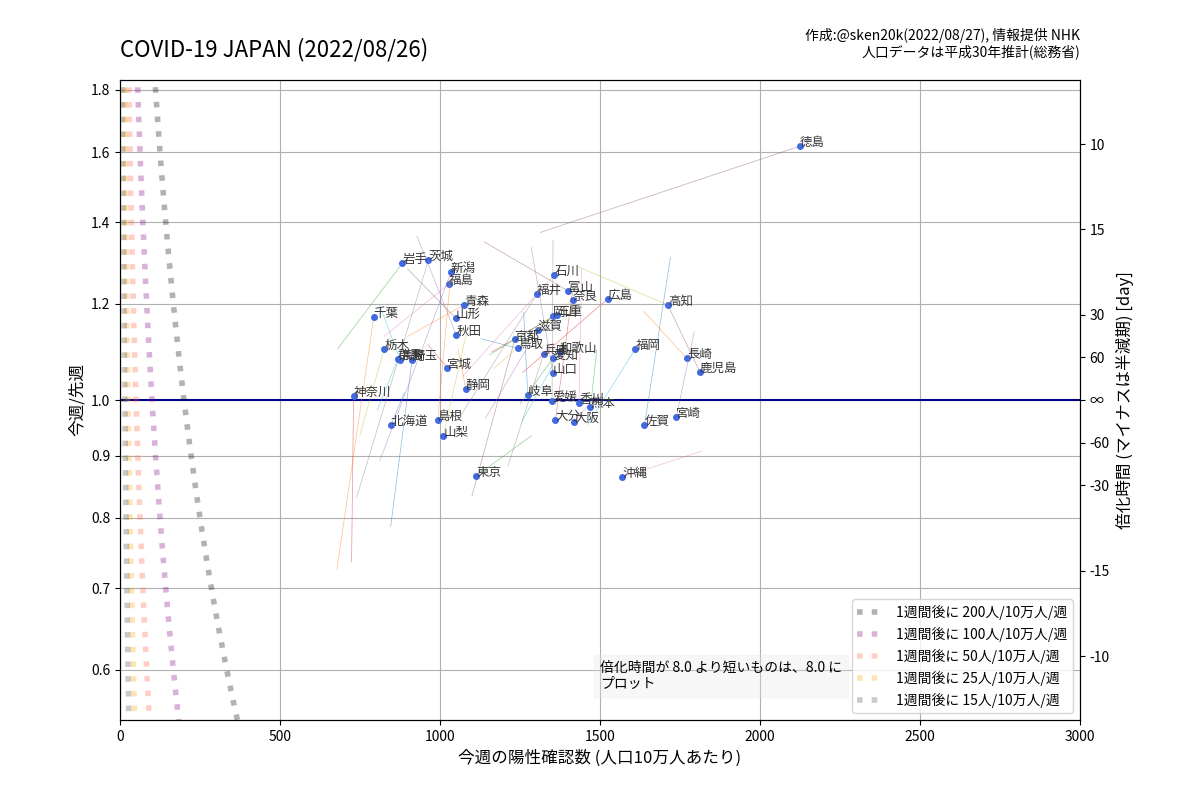 COVID-19 JAPAN (2022/08/26)
作成:@sken20k(2022/08/27), 情報提供 NHK
人口データは平成30年推計(総務省)
1.8
1.6
1.4
1.2
1.0
0.9
0.8
0.7
0.6
今週/先週
10
15
30
60
∞
-60
-30
-15
-10
倍化時間 (マイナスは半減期) [day]
徳島
岩手
茨城
新潟
福島
石川
富山
福井
奈良
広島
高知
青森
千葉
山形
三重
滋賀
秋田
京都
鳥取
栃木
埼玉
兵庫
和歌山
愛知
福岡
長崎
宮城
山口
鹿児島
静岡
神奈川
岐阜
愛媛
香川
熊本
北海道
島根
大分
大阪
佐賀
宮崎
山梨
東京
沖縄
1週間後に 200人/10万人/週
1週間後に 100人/10万人/週
1週間後に 50人/10万人/週
1週間後に 25人/10万人/週
1週間後に 15人/10万人/週
倍化時間が 8.0 より短いものは、8.0 に
プロット
0
500
1000
1500
2000
2500
3000
今週の陽性確認数 (人口10万人あたり)